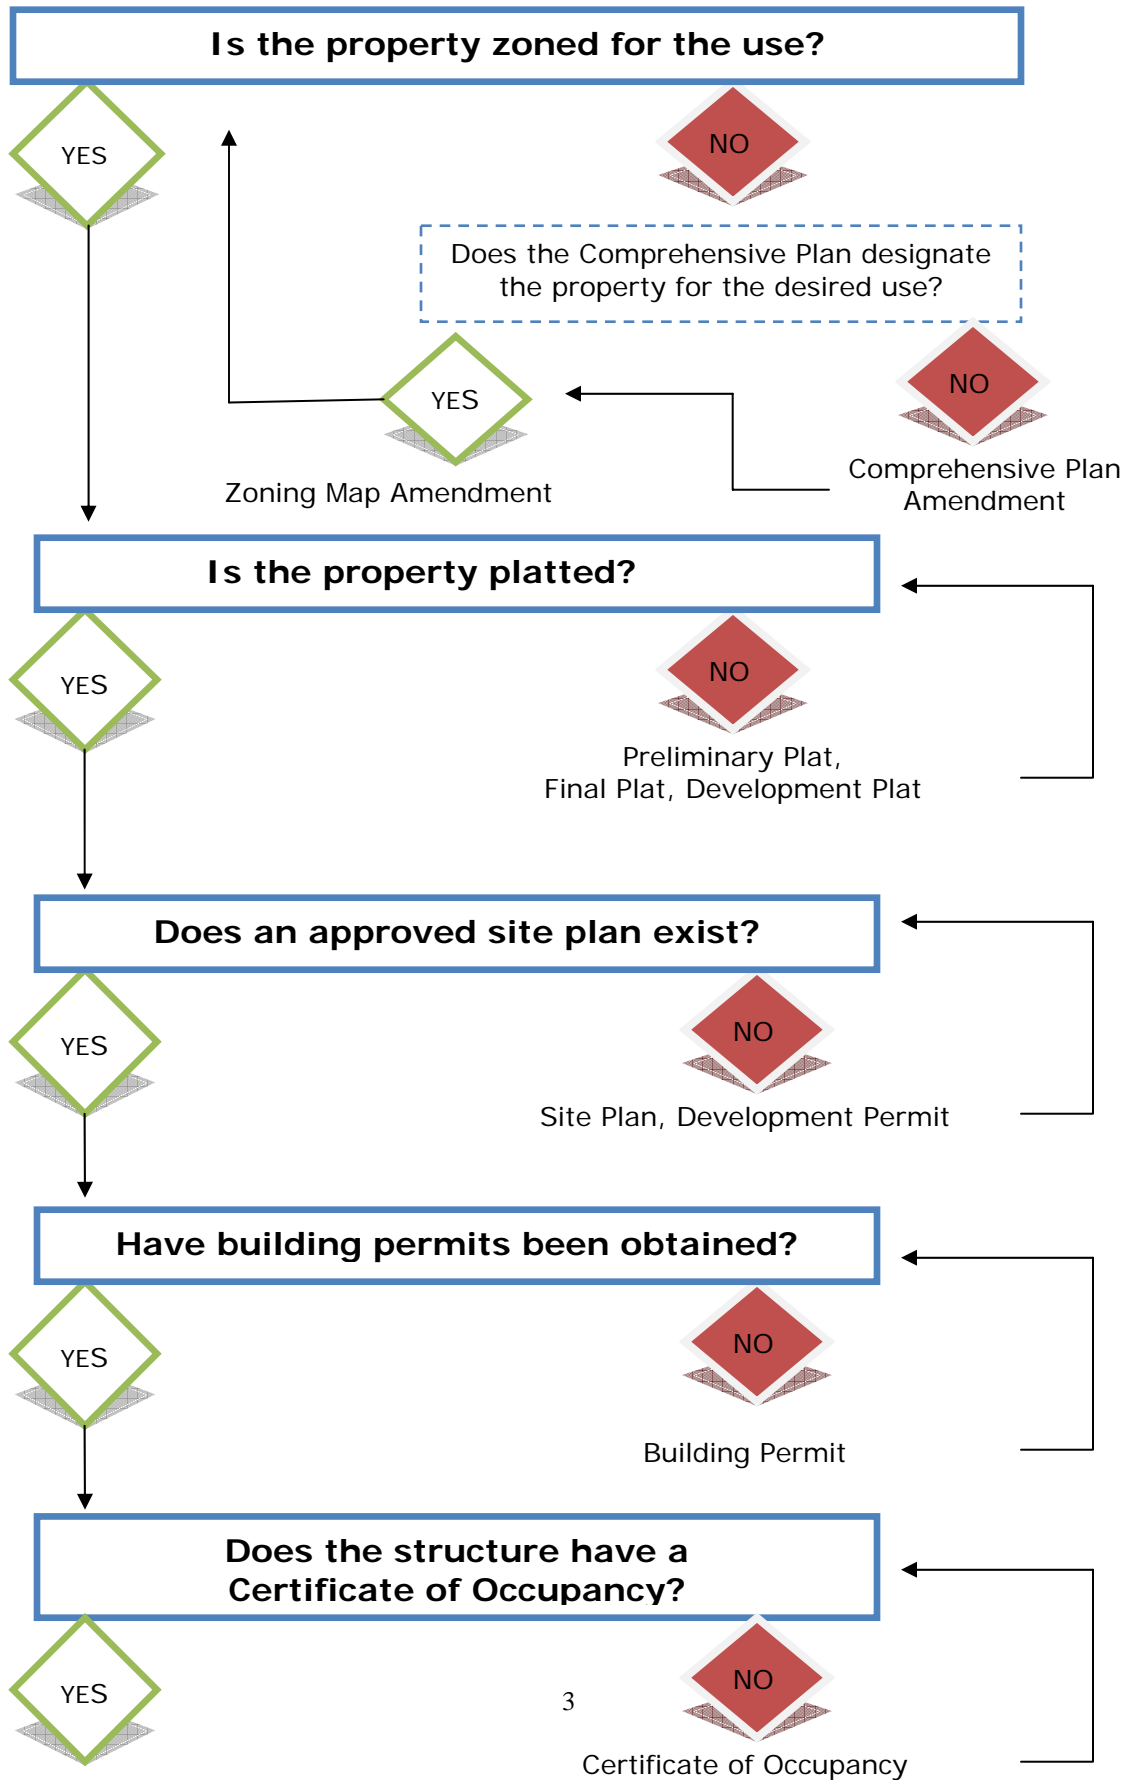 Is the property zoned for the use?
YES
NO
Does the Comprehensive Plan designate
the property for the desired use?
YES
NO
Zoning Map Amendment
Comprehensive Plan
Amendment
Is the property platted?
YES
NO
Preliminary Plat,
Final Plat, Development Plat
Does an approved site plan exist?
YES
NO
Site Plan, Development Permit
Have building permits been obtained?
YES
NO
Building Permit
Does the structure have a
Certificate of Occupancy?
YES
NO
3
Certificate of Occupancy